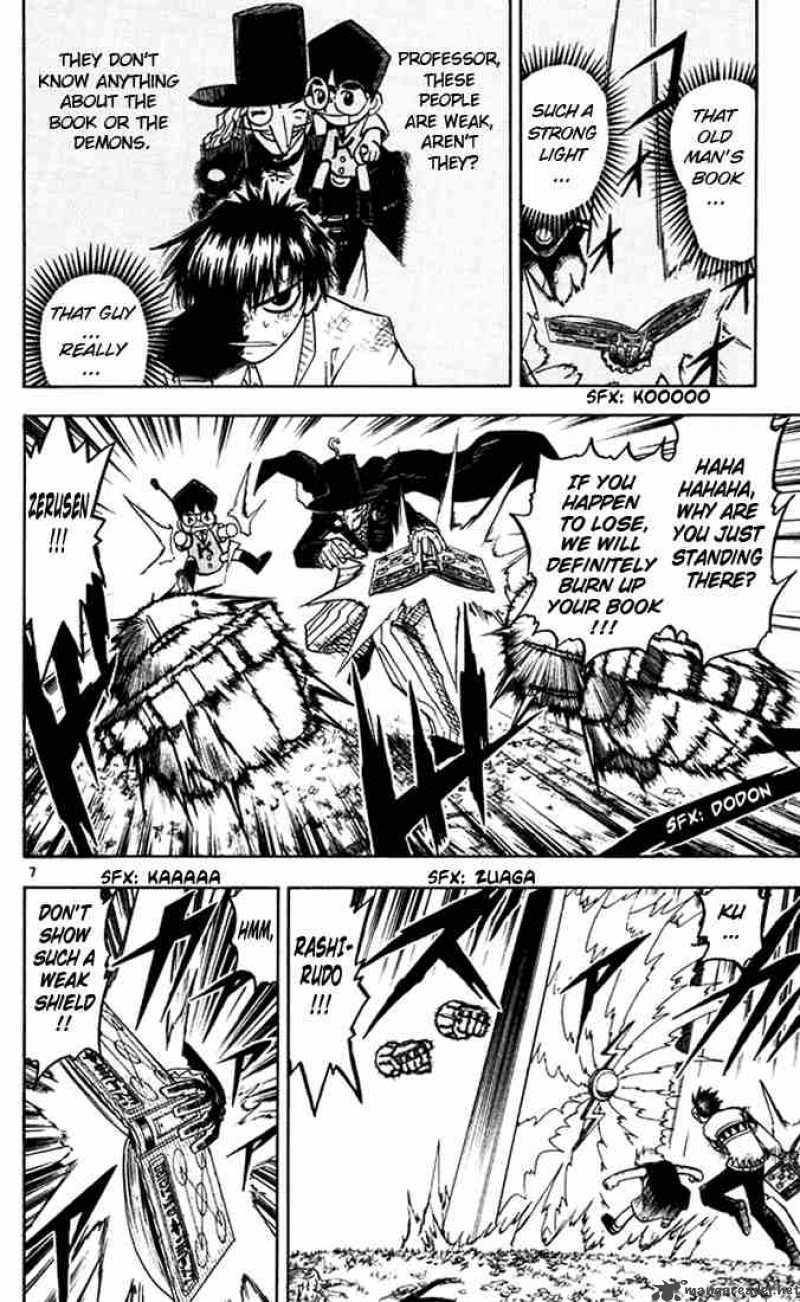 THAT
OLD
MAN'S
BOOK
...
SUCH A
STRONG
LIGHT
...
SFX: KOOOOO
PROFESSOR,
THESE
PEOPLE
ARE WEAK,
AREN'T
THEY?
THEY DON'T
KNOW ANYTHING
ABOUT THE
BOOK OR THE
DEMONS.
THAT GUY
...
REALLY
...
HAHA
HAHAHA,
WHY ARE
YOU JUST
STANDING
THERE?
IF YOU
HAPPEN
TO LOSE,
WE WILL
DEFINITELY
BURN UP
YOUR BOOK
!!!
ZERUSEN
!!!
K
SFX: DODON
7
SFX: ZUAGA
KU
...
RASHI-
RUDO
!!!
SFX: KAAAAA
HMM,
DON'T
SHOW
SUCH A
WEAK
SHIELD
!!
mangareader.net